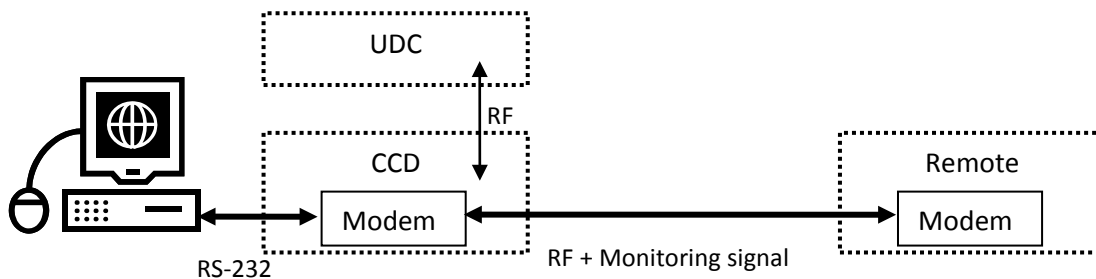 UDC
RF
CCD
Remote
Modem
Modem
RS-232
RF + Monitoring signal